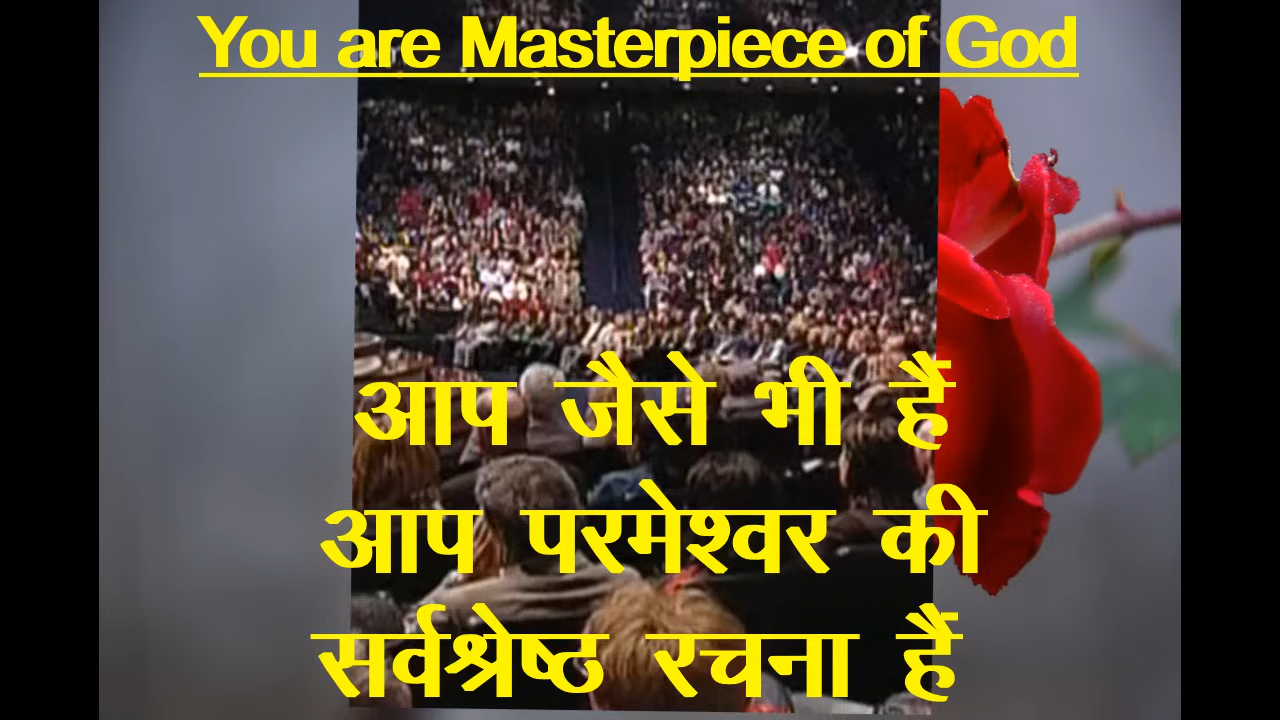 You are Masterpiece of God
आप जैसे भी हैं
आप परमेश्वर की
सर्वश्रेष्ठ रचना हैं